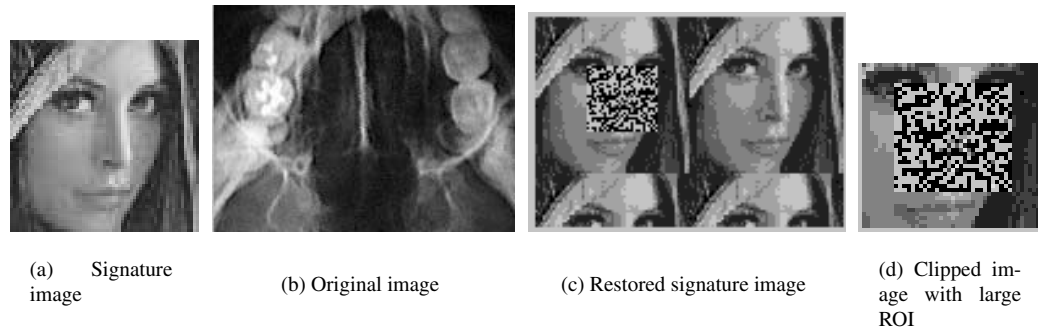 (a) Signature
image
(b) Original image
(c) Restored signature image
(d) Clipped im-
age with large
ROI